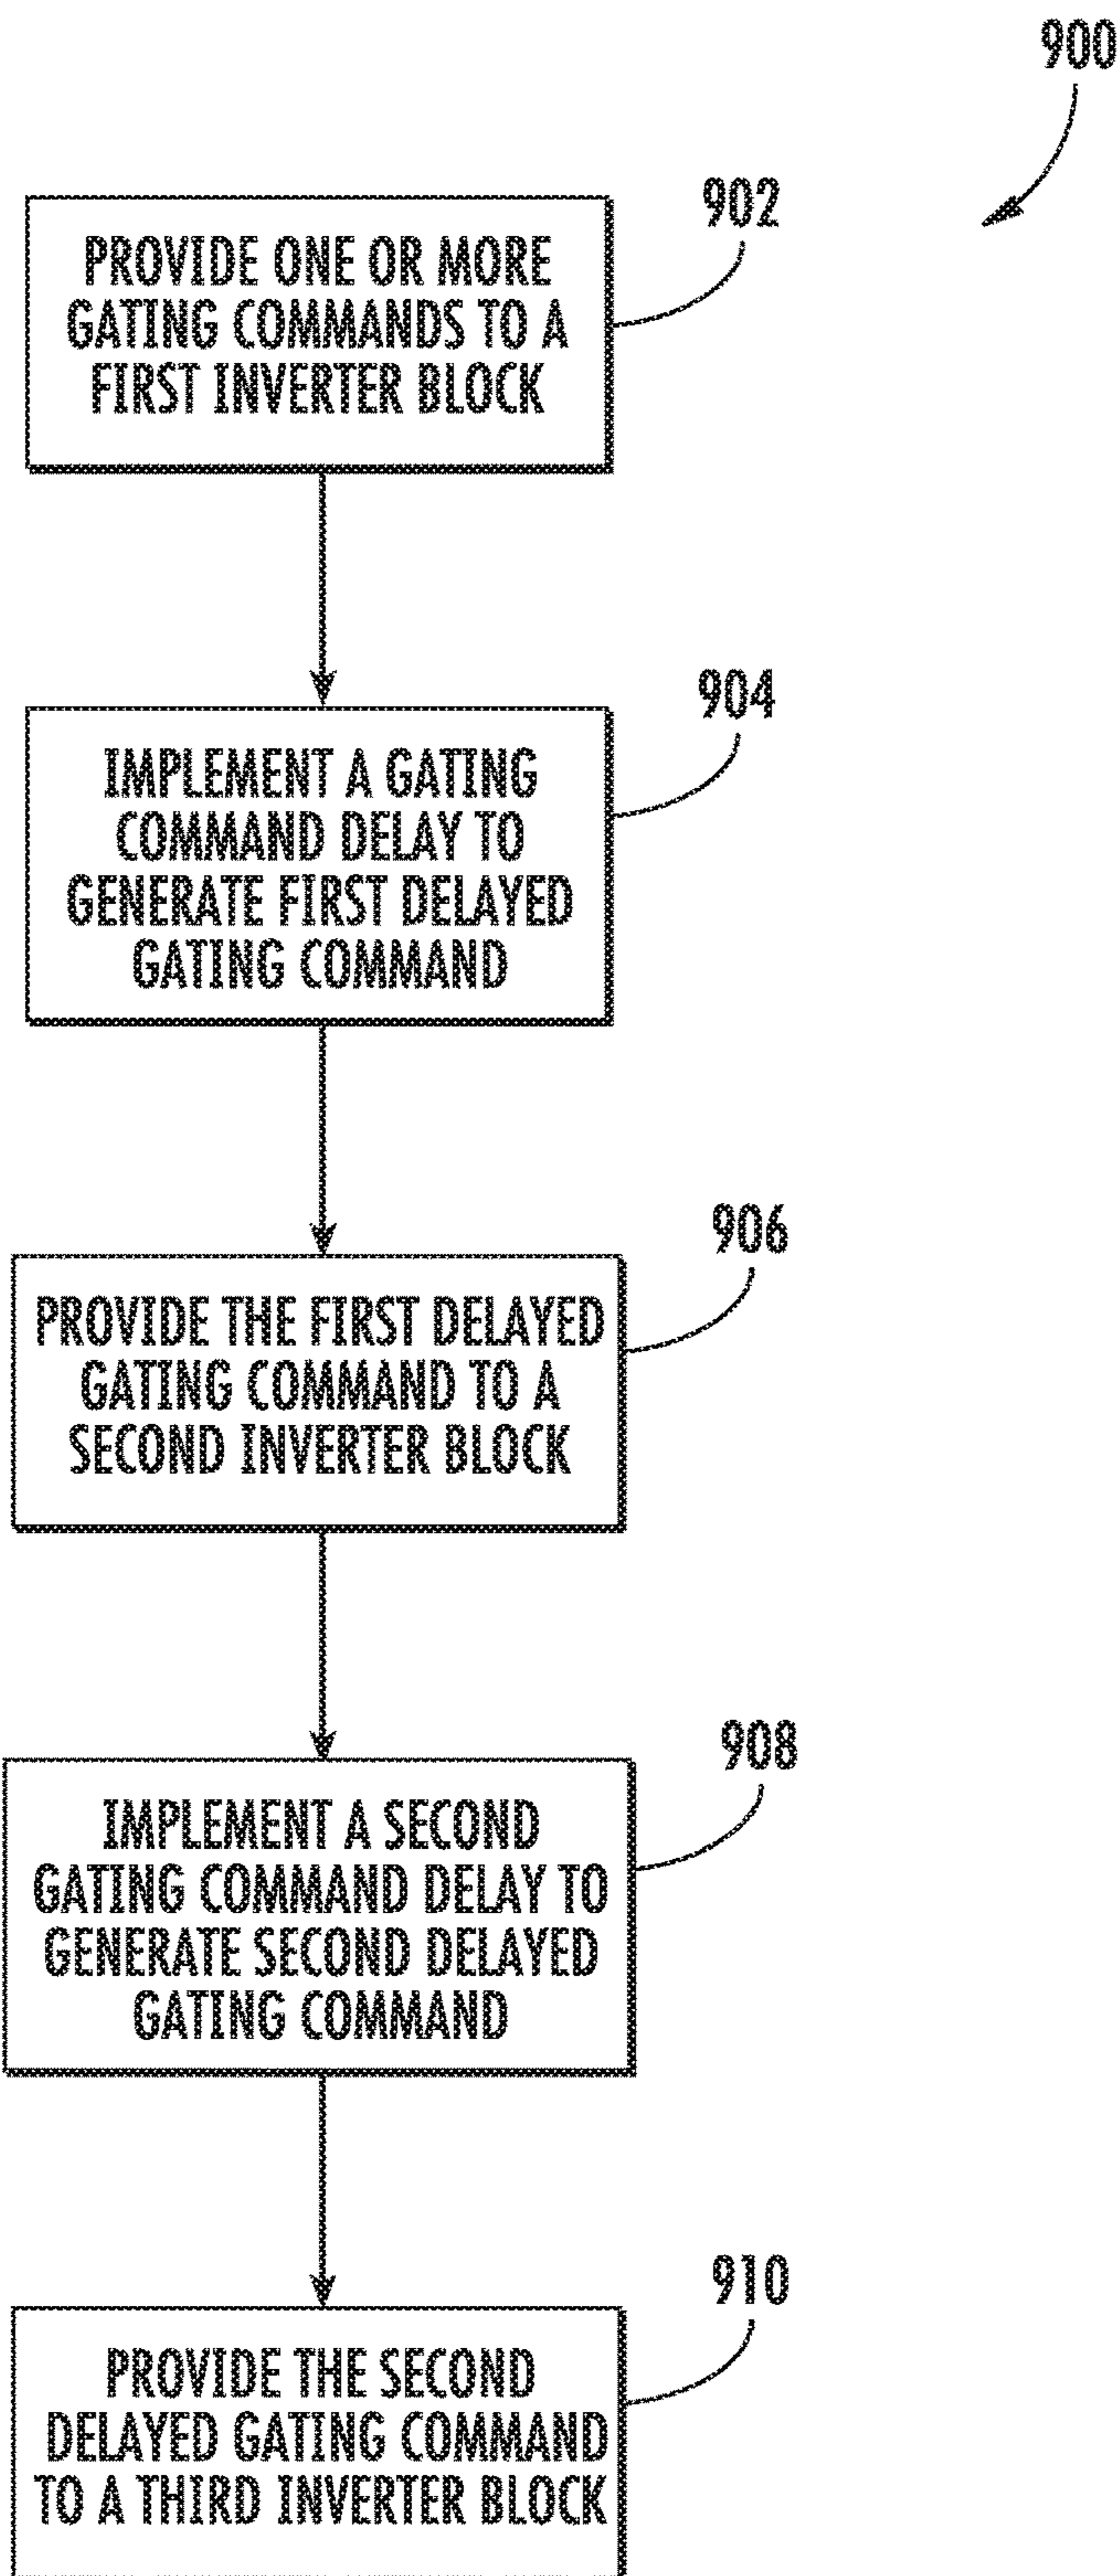 900
902
PROVIDE ONE OR MORE
GATING COMMANDS TO A
FIRST INVERTER BLOCK
904
IMPLEMENT A GATING
COMMAND DELAY TO
GENERATE FIRST DELAYED
GATING COMMAND
906
PROVIDE THE FIRST DELAYED
GATING COMMAND TO A
SECOND INVERTER BLOCK
908
IMPLEMENT A SECOND
GATING COMMAND DELAY TO
GENERATE SECOND DELAYED
GATING COMMAND
910
PROVIDE THE SECOND
DELAYED GATING COMMAND
TO A THIRD INVERTER BLOCK